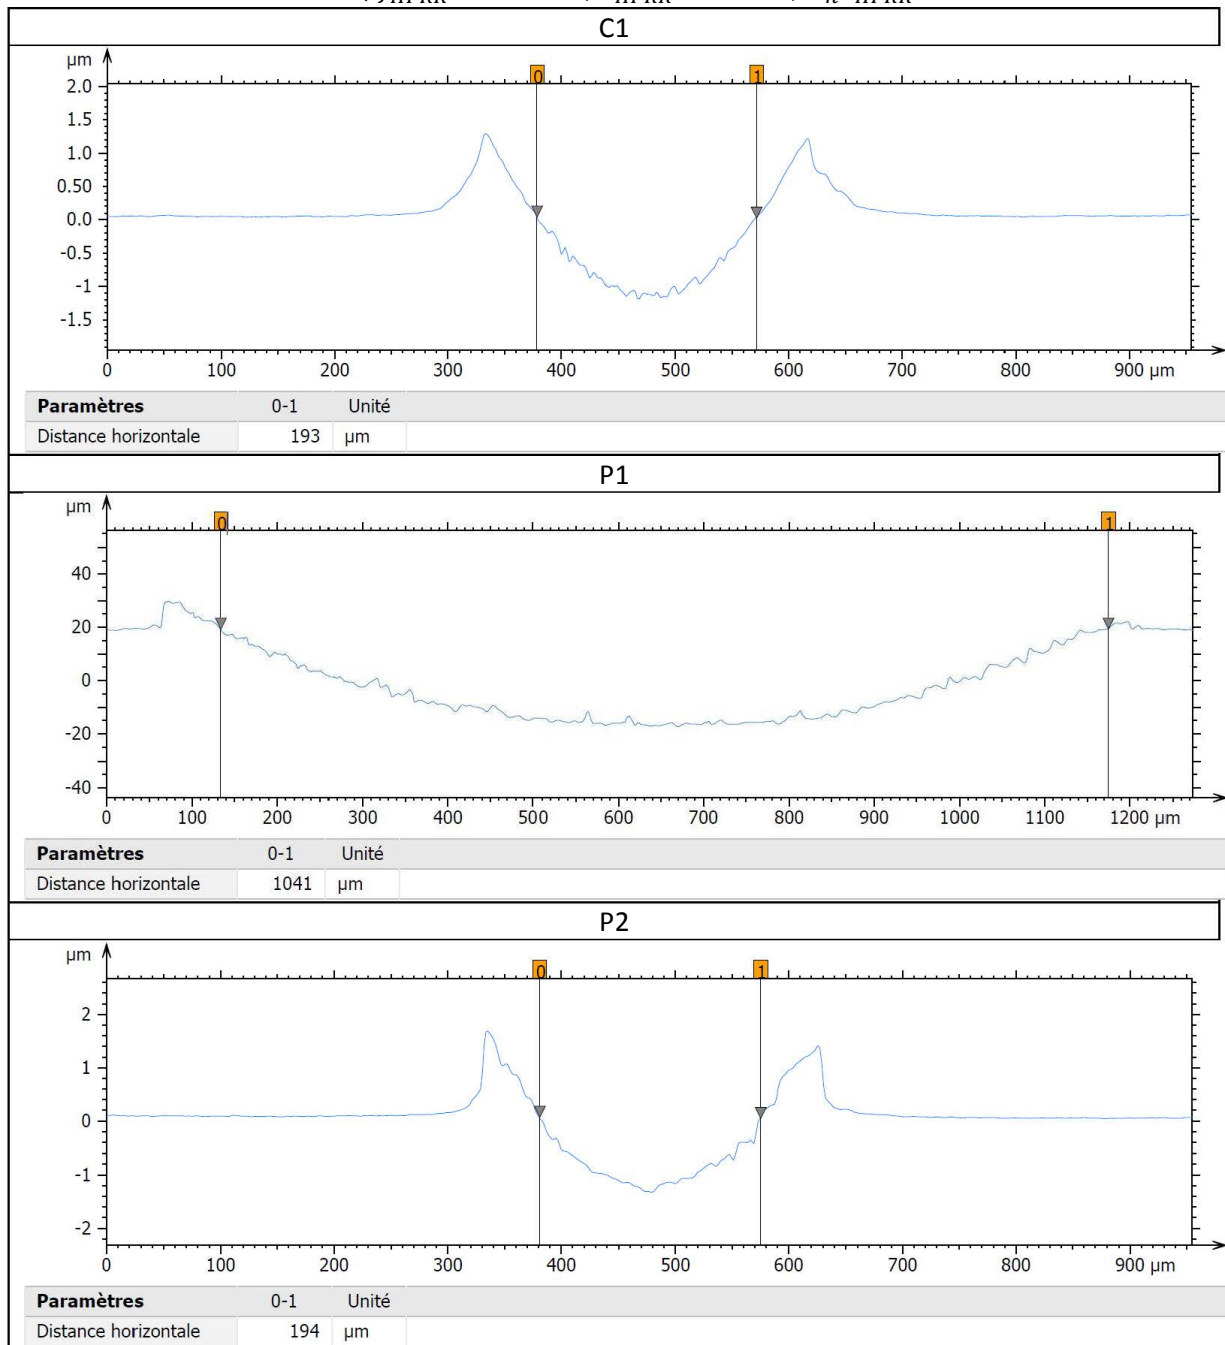 C1
µm
0 1
2.0
1.5
1.0
0.50
0.0
-0.5
-1
-1.5
0 100 200 300 400 500 600 700 800 900 µm
Paramètres 0-1 Unité
Distance horizontale 193 µm
P1
µm
0 1
40
20
0
-20
-40
0 100 200 300 400 500 600 700 800 900 1000 1100 1200 µm
Paramètres 0-1 Unité
Distance horizontale 1041 µm
P2
µm
0 1
2
1
0
-1
-2
0 100 200 300 400 500 600 700 800 900 µm
Paramètres 0-1 Unité
Distance horizontale 194 µm